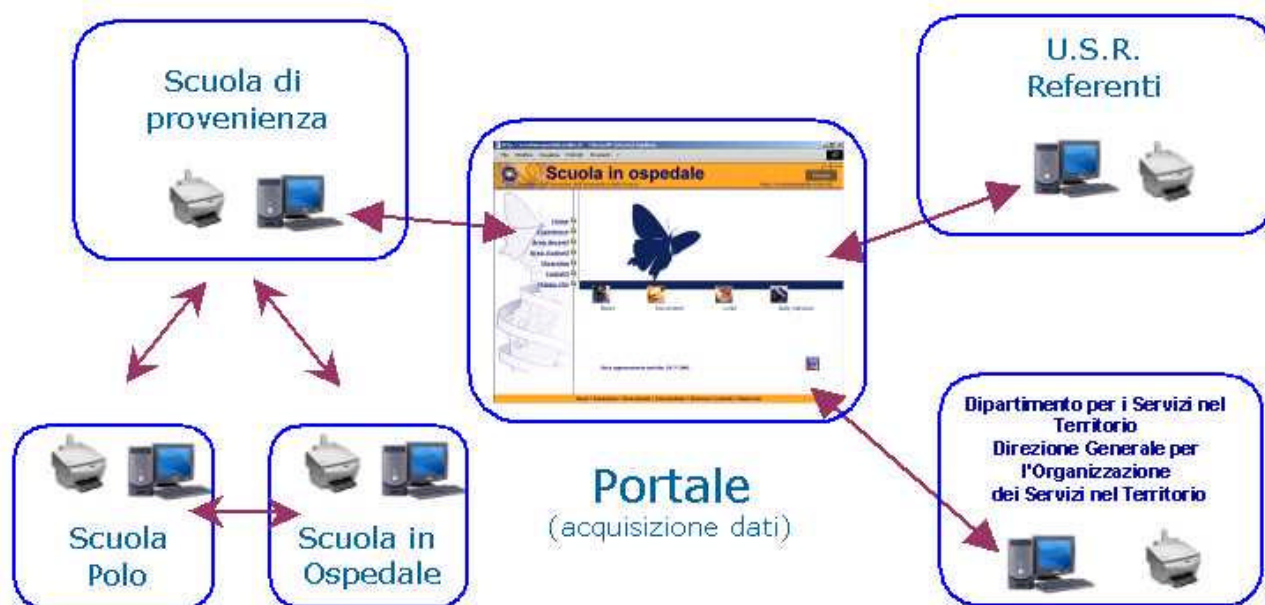 Scuola di
provenienza
U.S.R.
Referenti
Scuola in ospedale
Home
Portale
(acquisizione dati)
Scuola
Polo
Scuola in
Ospedale
Dipartimento per i Servizi nel
Territorio
Direzione Generale per
l'Organizzazione
dei Servizi nel Territorio